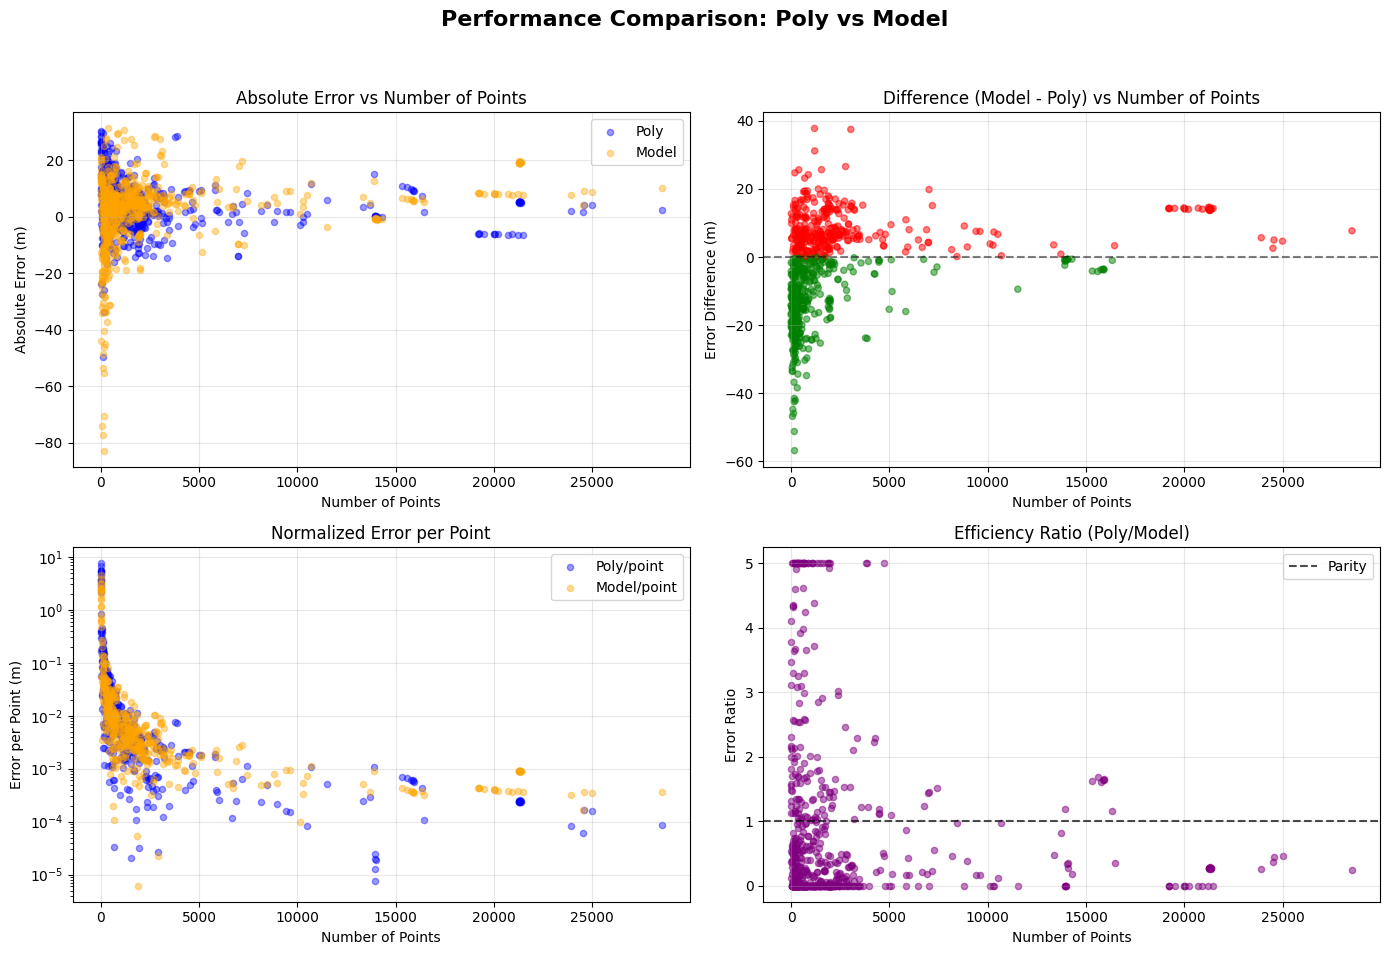 Performance Comparison: Poly vs Model
Absolute Error vs Number of Points
Absolute Error (m)
20
0
−20
−40
−60
−80
Poly
Model
0 5000 10000 15000 20000 25000
Number of Points
Difference (Model - Poly) vs Number of Points
Error Difference (m)
40
20
0
−20
−40
−60
0 5000 10000 15000 20000 25000
Number of Points
Normalized Error per Point
Error per Point (m)
10¹
10⁰
10⁻¹
10⁻²
10⁻³
10⁻⁴
10⁻⁵
Poly/point
Model/point
0 5000 10000 15000 20000 25000
Number of Points
Efficiency Ratio (Poly/Model)
Error Ratio
5
4
3
2
1
0
Parity
0 5000 10000 15000 20000 25000
Number of Points